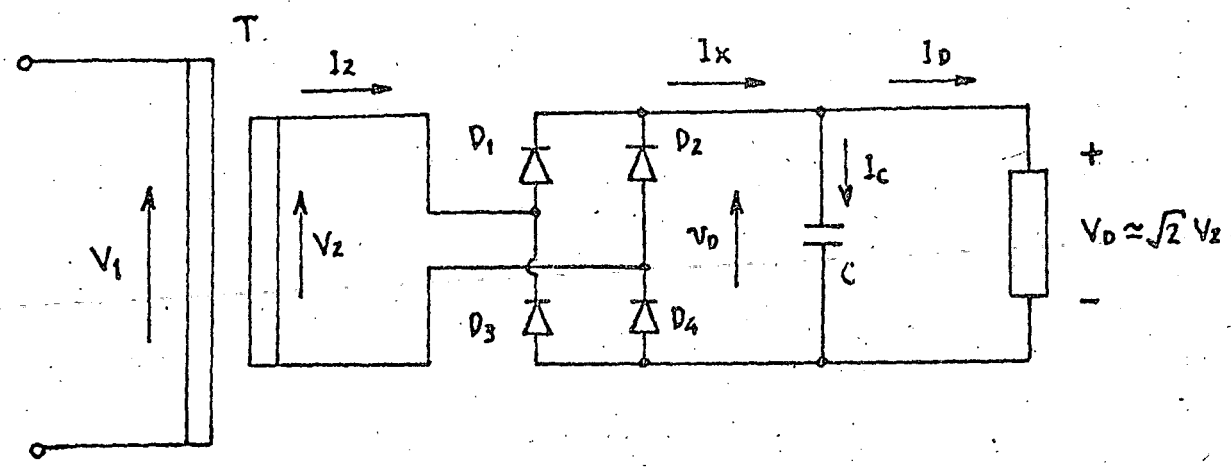 T.
I2
Ix
ID
D1
D2
+
IC
V1
V2
vD
VD ≃ √2 V2
C
D3
D4
−